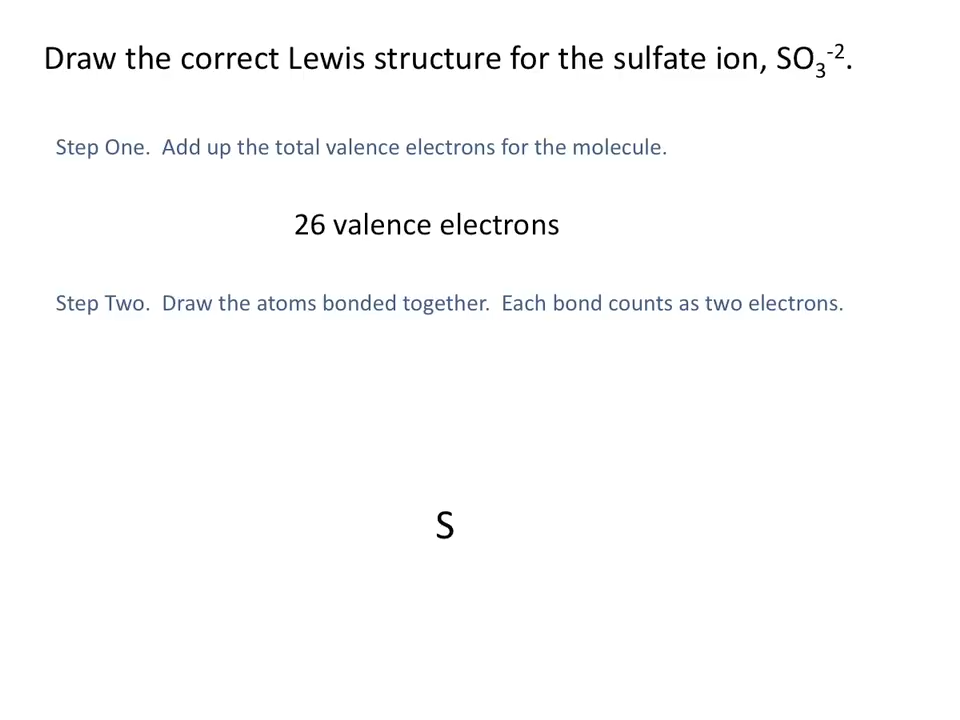 Draw the correct Lewis structure for the sulfate ion, SO₃⁻².
Step One.  Add up the total valence electrons for the molecule.
26 valence electrons
Step Two.  Draw the atoms bonded together.  Each bond counts as two electrons.
S